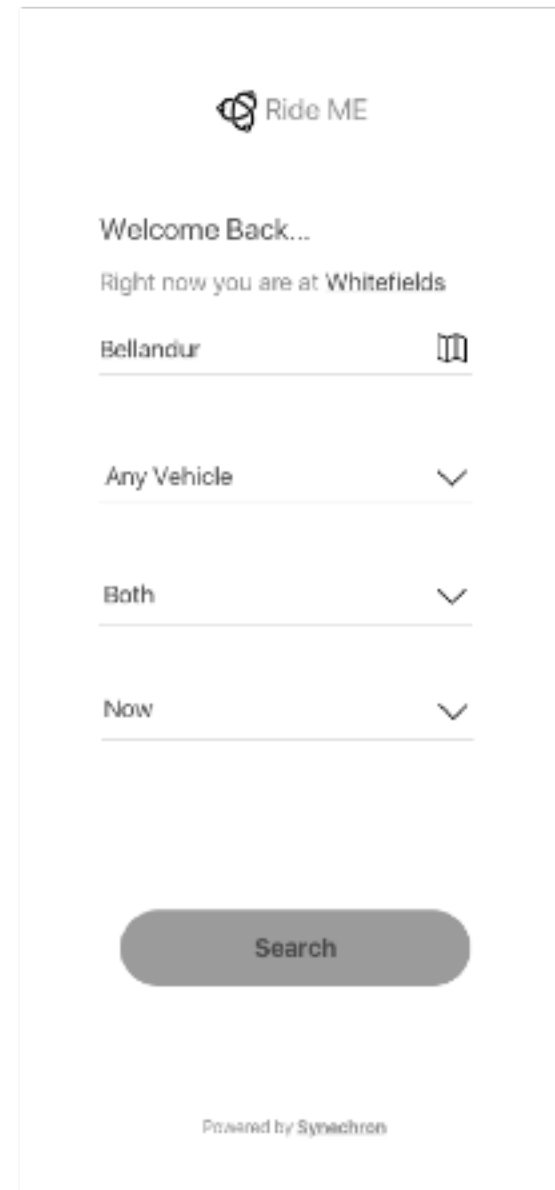 Ride ME
Welcome Back...
Right now you are at Whitefields
Bellandur
Any Vehicle
Both
Now
Search
Powered by Synechron